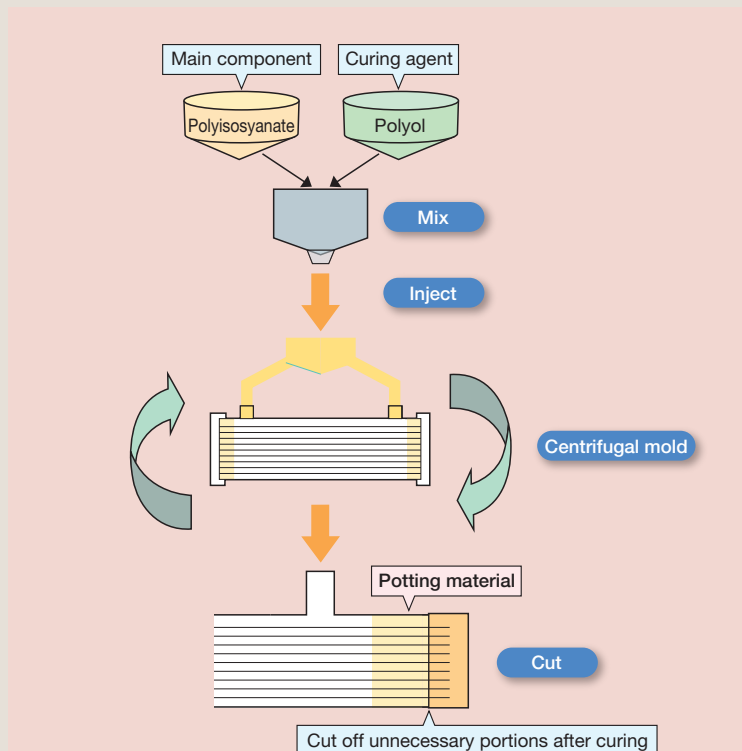 Main component
Curing agent
Polyisosyanate
Polyol
Mix
Inject
Centrifugal mold
Potting material
Cut
Cut off unnecessary portions after curing